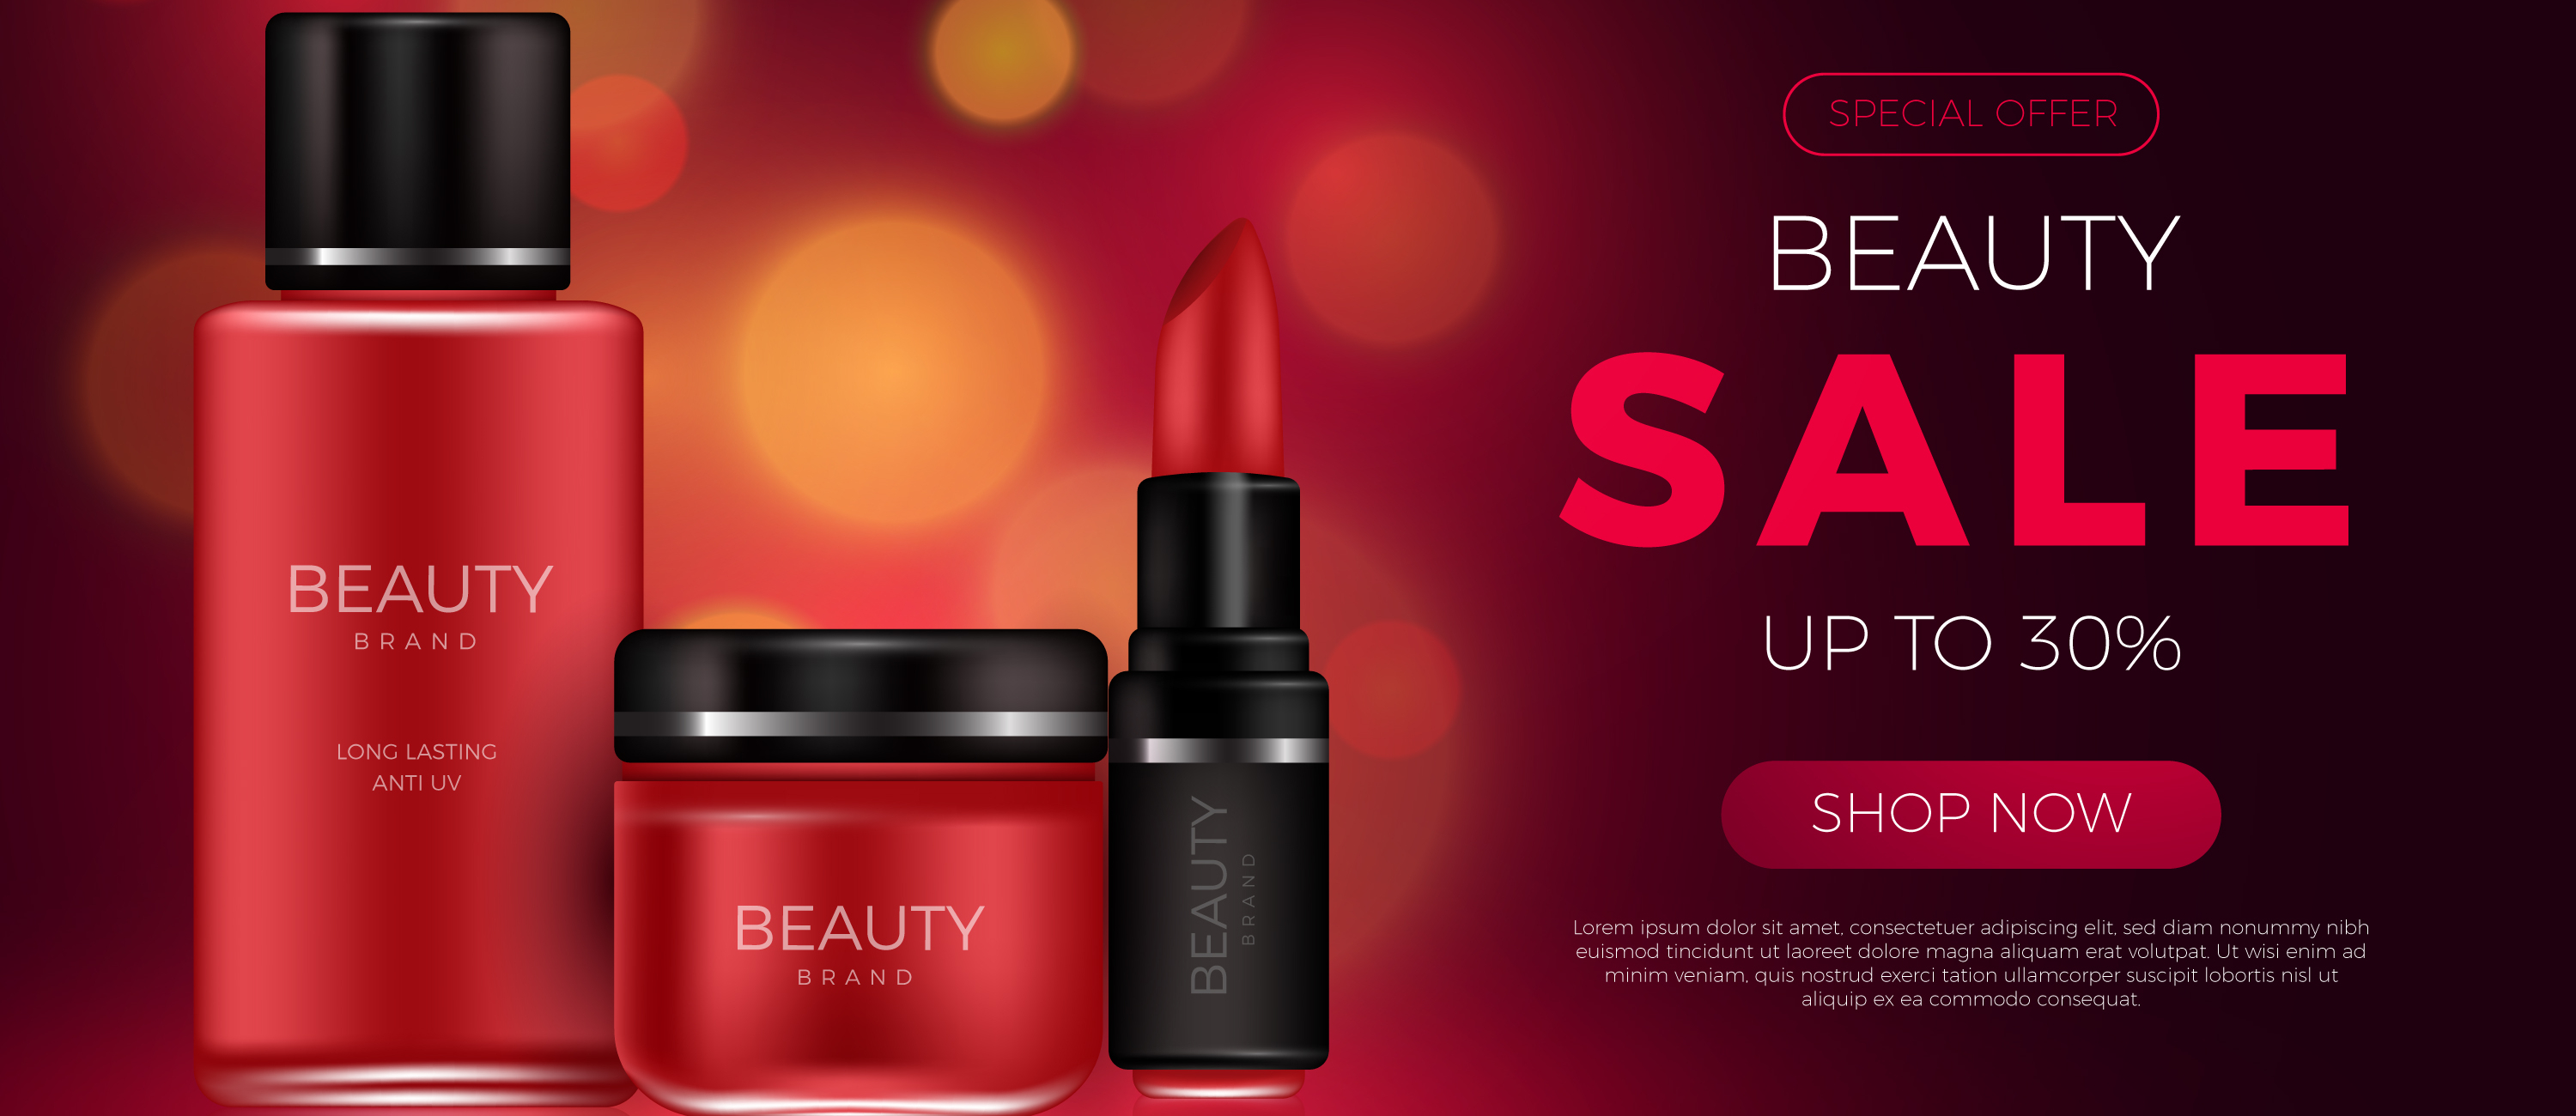 BEAUTY
BRAND
LONG LASTING
ANTI UV
BEAUTY
BRAND
BEAUTY
BRAND
SPECIAL OFFER
BEAUTY
SALE
UP TO 30%
SHOP NOW
Lorem ipsum dolor sit amet, consectetuer adipiscing elit, sed diam nonummy nibh
euismod tincidunt ut laoreet dolore magna aliquam erat volutpat. Ut wisi enim ad
minim veniam, quis nostrud exerci tation ullamcorper suscipit lobortis nisl ut
aliquip ex ea commodo consequat.